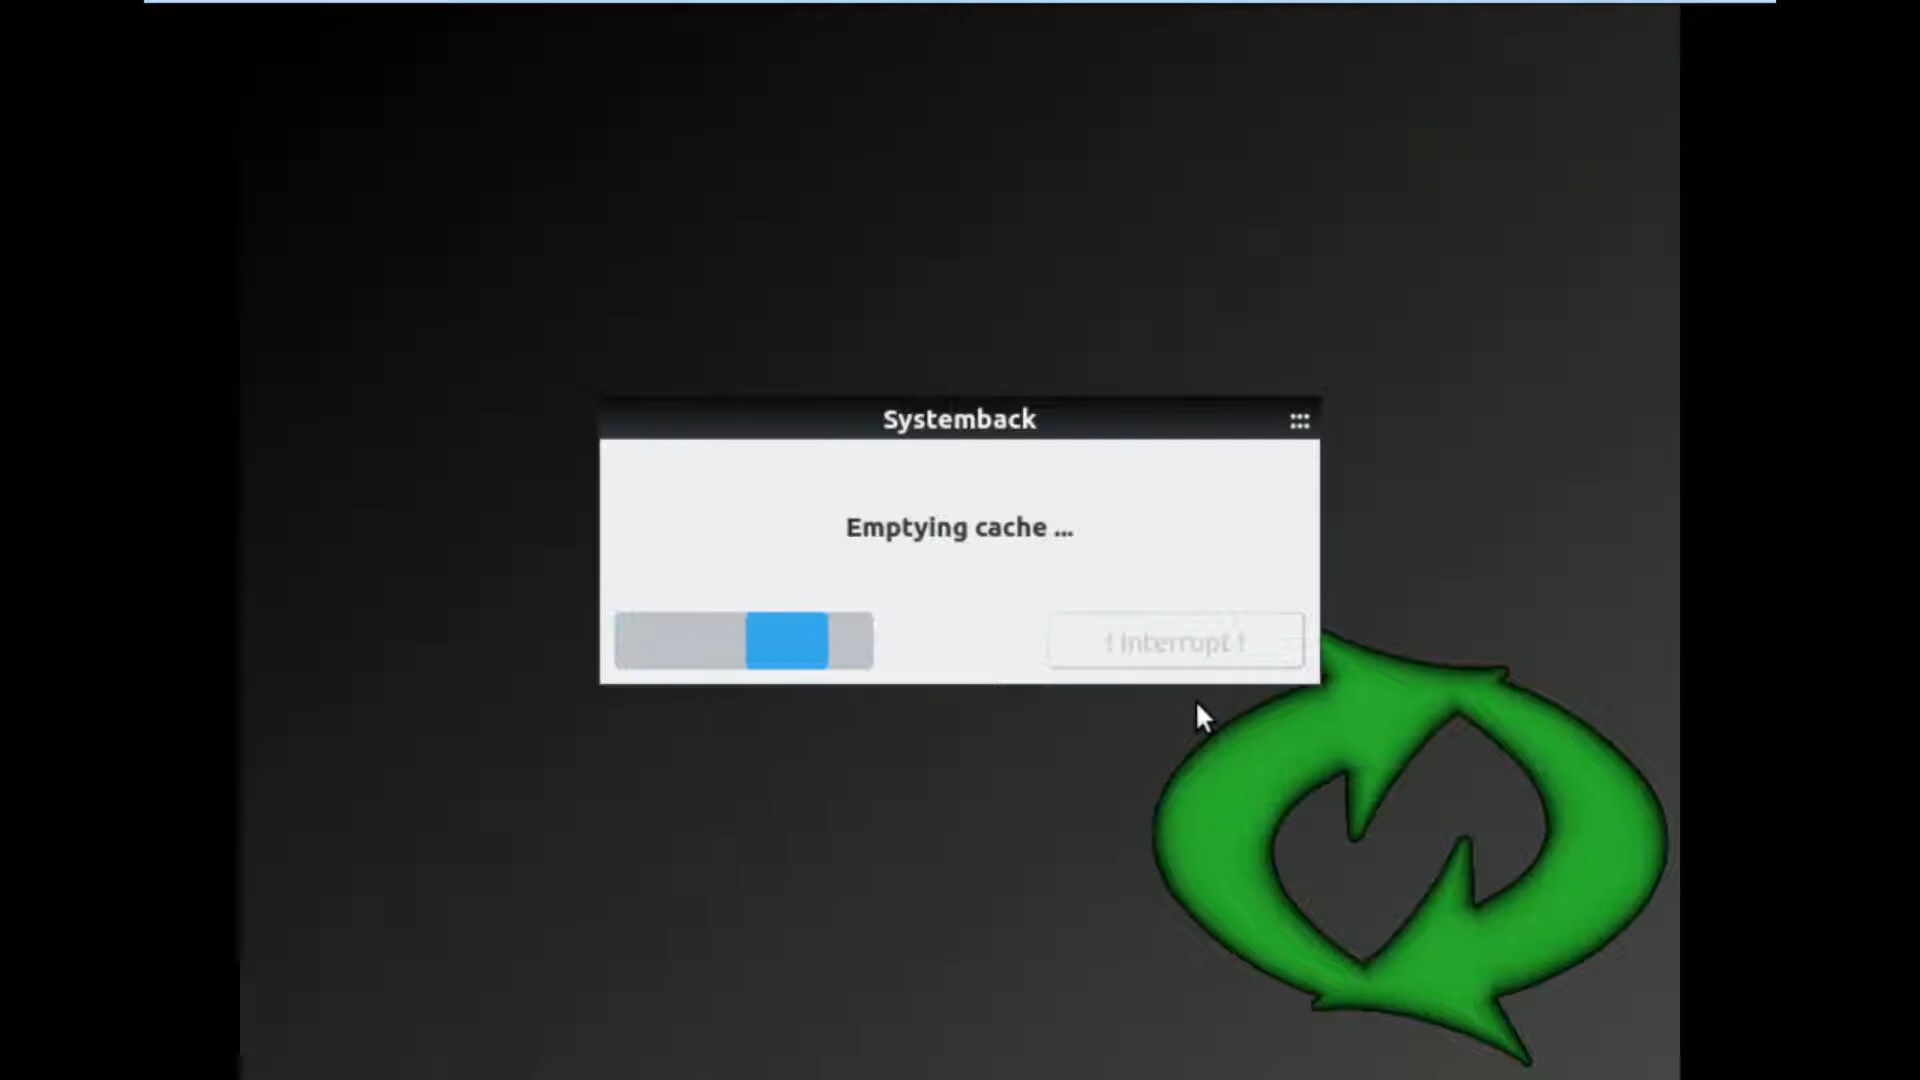 Systemback
Emptying cache ...
! Interrupt !